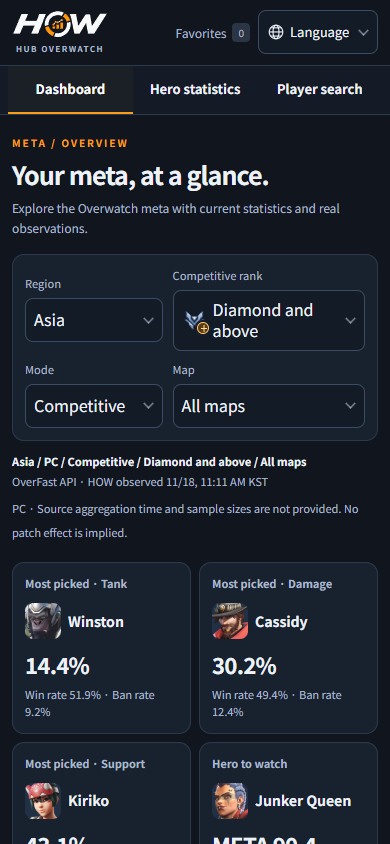 HOW
HUB OVERWATCH
Favorites 0
Language
Dashboard
Hero statistics
Player search
META / OVERVIEW
Your meta, at a glance.
Explore the Overwatch meta with current statistics and real
observations.
Region
Asia
Competitive rank
Diamond and
above
Mode
Competitive
Map
All maps
Asia / PC / Competitive / Diamond and above / All maps
OverFast API · HOW observed 11/18, 11:11 AM KST
PC · Source aggregation time and sample sizes are not provided. No
patch effect is implied.
Most picked · Tank
Winston
14.4%
Win rate 51.9% · Ban rate
9.2%
Most picked · Damage
Cassidy
30.2%
Win rate 49.4% · Ban rate
12.4%
Most picked · Support
Kiriko
Hero to watch
Junker Queen
META